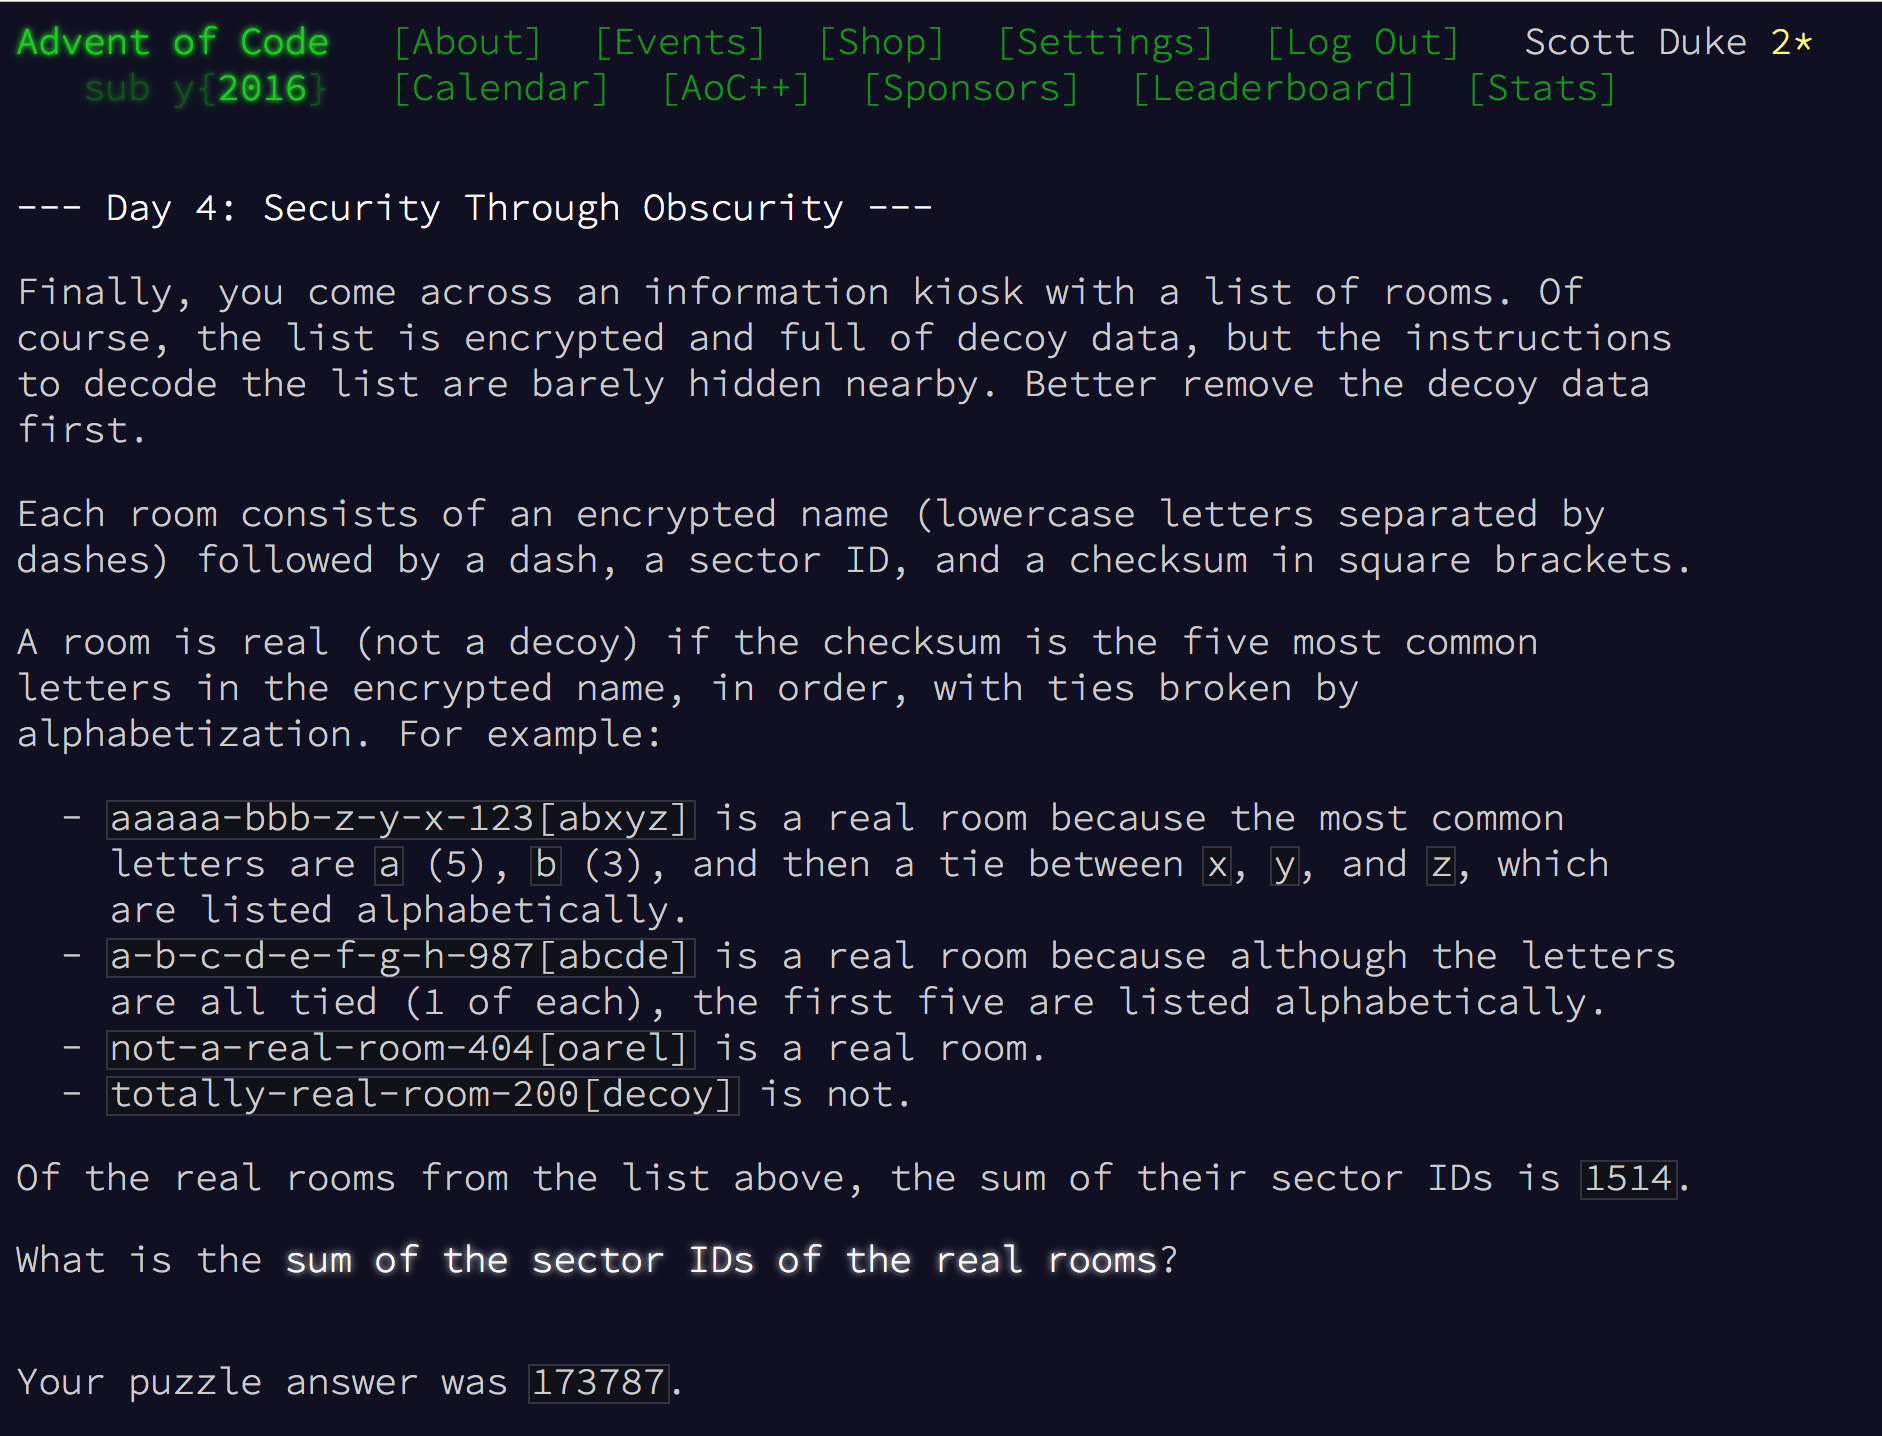 Advent of Code [About] [Events] [Shop] [Settings] [Log Out] Scott Duke 2*
sub y{2016} [Calendar] [AoC++] [Sponsors] [Leaderboard] [Stats]
--- Day 4: Security Through Obscurity ---
Finally, you come across an information kiosk with a list of rooms. Of
course, the list is encrypted and full of decoy data, but the instructions
to decode the list are barely hidden nearby. Better remove the decoy data
first.
Each room consists of an encrypted name (lowercase letters separated by
dashes) followed by a dash, a sector ID, and a checksum in square brackets.
A room is real (not a decoy) if the checksum is the five most common
letters in the encrypted name, in order, with ties broken by
alphabetization. For example:
- aaaaa-bbb-z-y-x-123[abxyz] is a real room because the most common
letters are a (5), b (3), and then a tie between x, y, and z, which
are listed alphabetically.
- a-b-c-d-e-f-g-h-987[abcde] is a real room because although the letters
are all tied (1 of each), the first five are listed alphabetically.
- not-a-real-room-404[oarel] is a real room.
- totally-real-room-200[decoy] is not.
Of the real rooms from the list above, the sum of their sector IDs is 1514.
What is the sum of the sector IDs of the real rooms?
Your puzzle answer was 173787.